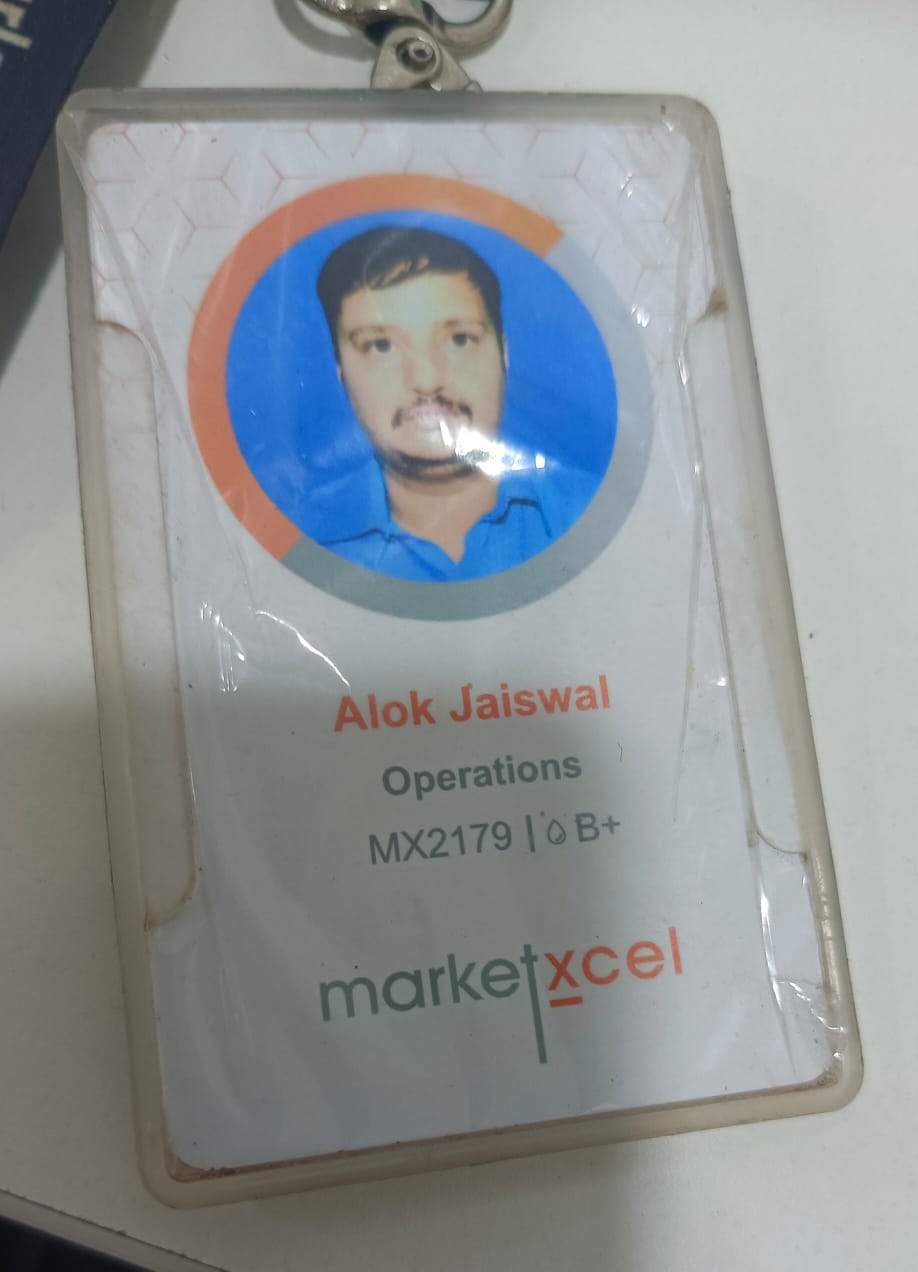 Alok Jaiswal
Operations
MX2179 | B+
marketxcel